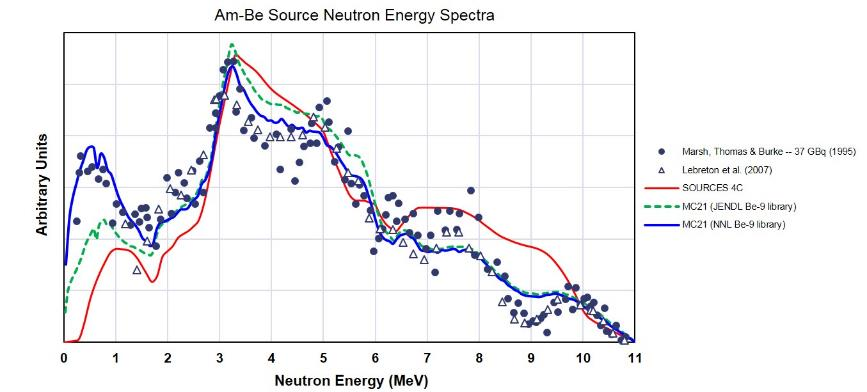 Am-Be Source Neutron Energy Spectra
Arbitrary Units
Marsh, Thomas & Burke -- 37 GBq (1995)
Lebreton et al. (2007)
SOURCES 4C
MC21 (JENDL Be-9 library)
MC21 (NNL Be-9 library)
0 1 2 3 4 5 6 7 8 9 10 11
Neutron Energy (MeV)